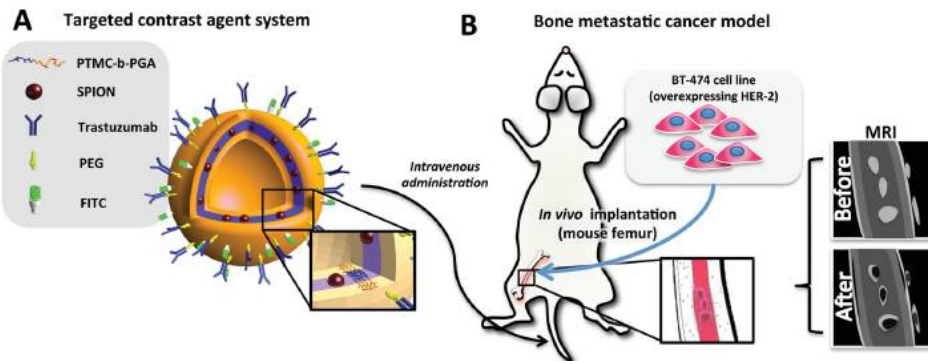 A
Targeted contrast agent system
PTMC-b-PGA
SPION
Trastuzumab
PEG
FITC
Intravenous
administration
B
Bone metastatic cancer model
BT-474 cell line
(overexpressing HER-2)
In vivo implantation
(mouse femur)
MRI
Before
After